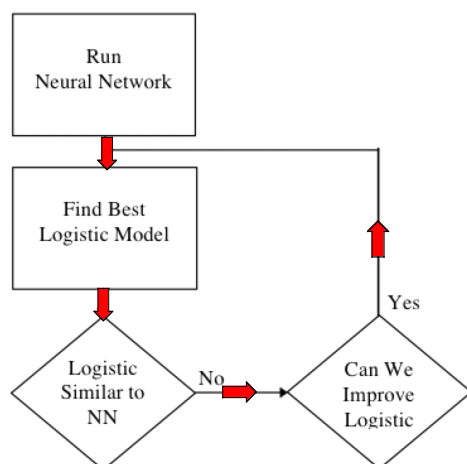 Run
Neural Network
Find Best
Logistic Model
Yes
Logistic
Similar to
NN
No
Can We
Improve
Logistic